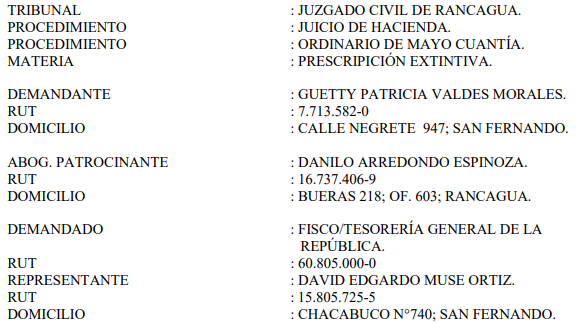 TRIBUNAL : JUZGADO CIVIL DE RANCAGUA.
PROCEDIMIENTO : JUICIO DE HACIENDA.
PROCEDIMIENTO : ORDINARIO DE MAYO CUANTÍA.
MATERIA : PRESCRIPICIÓN EXTINTIVA.
DEMANDANTE : GUETTY PATRICIA VALDES MORALES.
RUT : 7.713.582-0
DOMICILIO : CALLE NEGRETE 947; SAN FERNANDO.
ABOG. PATROCINANTE : DANILO ARREDONDO ESPINOZA.
RUT : 16.737.406-9
DOMICILIO : BUERAS 218; OF. 603; RANCAGUA.
DEMANDADO : FISCO/TESORERÍA GENERAL DE LA
REPÚBLICA.
RUT : 60.805.000-0
REPRESENTANTE : DAVID EDGARDO MUSE ORTIZ.
RUT : 15.805.725-5
DOMICILIO : CHACABUCO N°740; SAN FERNANDO.